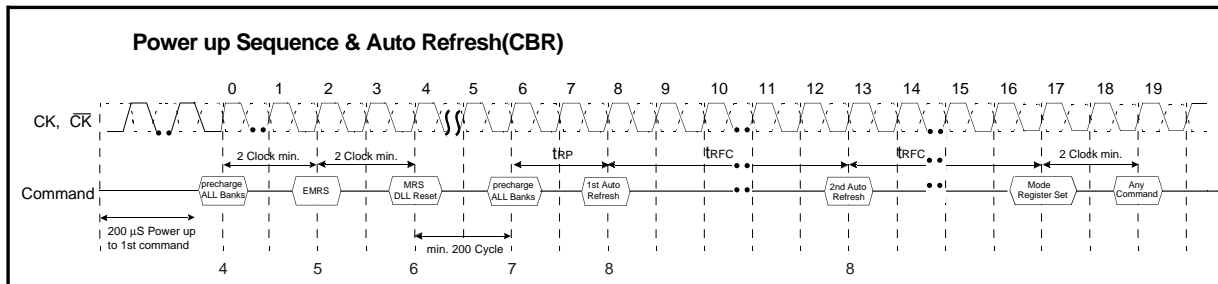 Power up Sequence & Auto Refresh(CBR)
0 1 2 3 4 5 6 7 8 9 10 11 12 13 14 15 16 17 18 19
CK, CK
2 Clock min. 2 Clock min. tRP tRFC tRFC 2 Clock min.
Command
precharge
ALL Banks
EMRS
MRS
DLL Reset
precharge
ALL Banks
1st Auto
Refresh
2nd Auto
Refresh
Mode
Register Set
Any
Command
200 μS Power up
to 1st command
min. 200 Cycle
4 5 6 7 8 8